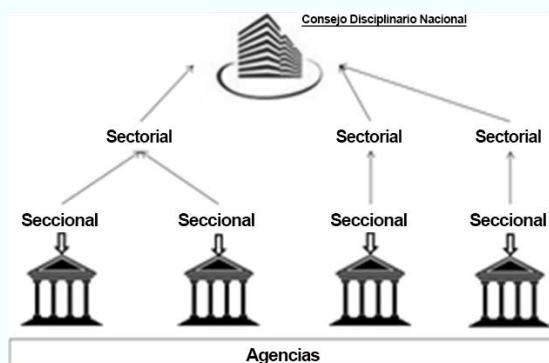 Consejo Disciplinario Nacional
Sectorial Sectorial Sectorial
Seccional Seccional Seccional Seccional
Agencias